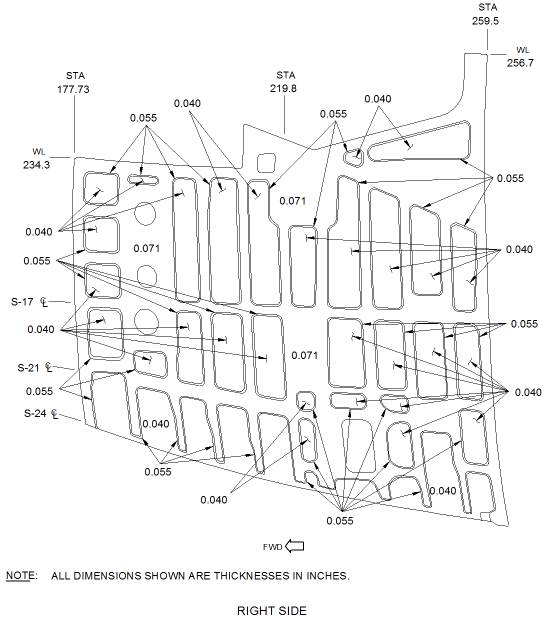 STA
259.5
WL
256.7
STA
177.73
STA
219.8
0.055
0.040
0.055
0.040
WL
234.3
0.055
0.071
0.040
0.071
0.040
0.055
S-17 ℄
0.055
0.040
0.071
S-21 ℄
0.055
0.040
S-24 ℄
0.040
0.055
0.040
0.040
0.055
FWD
NOTE: ALL DIMENSIONS SHOWN ARE THICKNESSES IN INCHES.
RIGHT SIDE